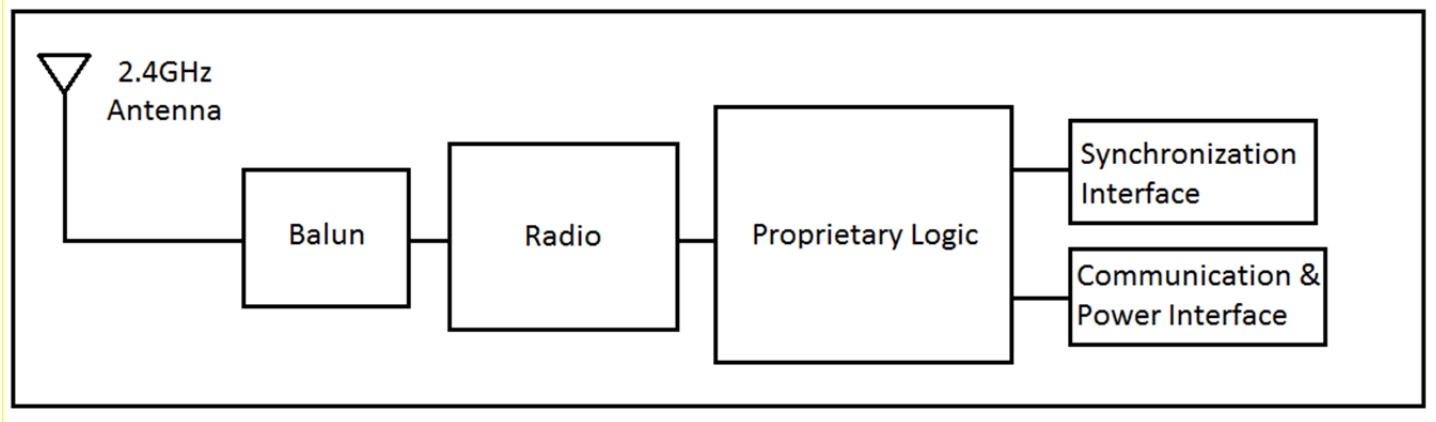 2.4GHz
Antenna
Balun
Radio
Proprietary Logic
Synchronization
Interface
Communication &
Power Interface